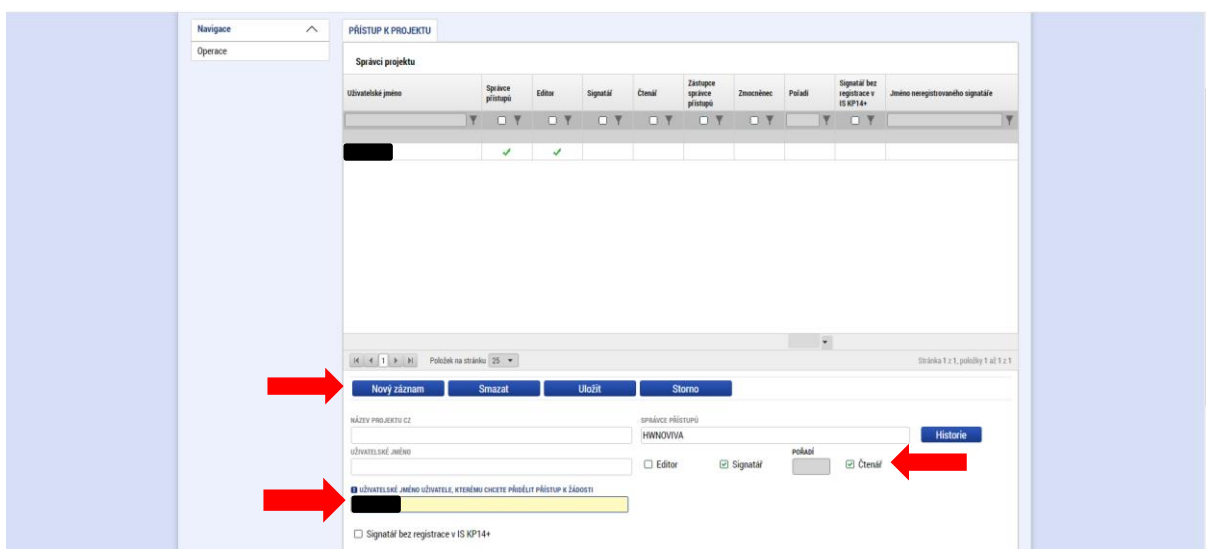 Navigace
PŘÍSTUP K PROJEKTU
Operace
Správci projektu
Uživatelské jméno Správce přístupů Editor Signatář Čtenář Zástupce správce přístupů Zmocněnec Pořadí Signatář bez registrace v IS KP14+ Jméno neregistrovaného signatáře
1 Položek na stránku 25 Stránka 1 z 1, položky 1 až 1 z 1
Nový záznam Smazat Uložit Storno
NÁZEV PROJEKTU CZ SPRÁVCE PŘÍSTUPŮ
HWNOVIVA Historie
UŽIVATELSKÉ JMÉNO POŘADÍ
Editor Signatář Čtenář
UŽIVATELSKÉ JMÉNO UŽIVATELE, KTERÉMU CHCETE PŘIDĚLIT PŘÍSTUP K ŽÁDOSTI
Signatář bez registrace v IS KP14+